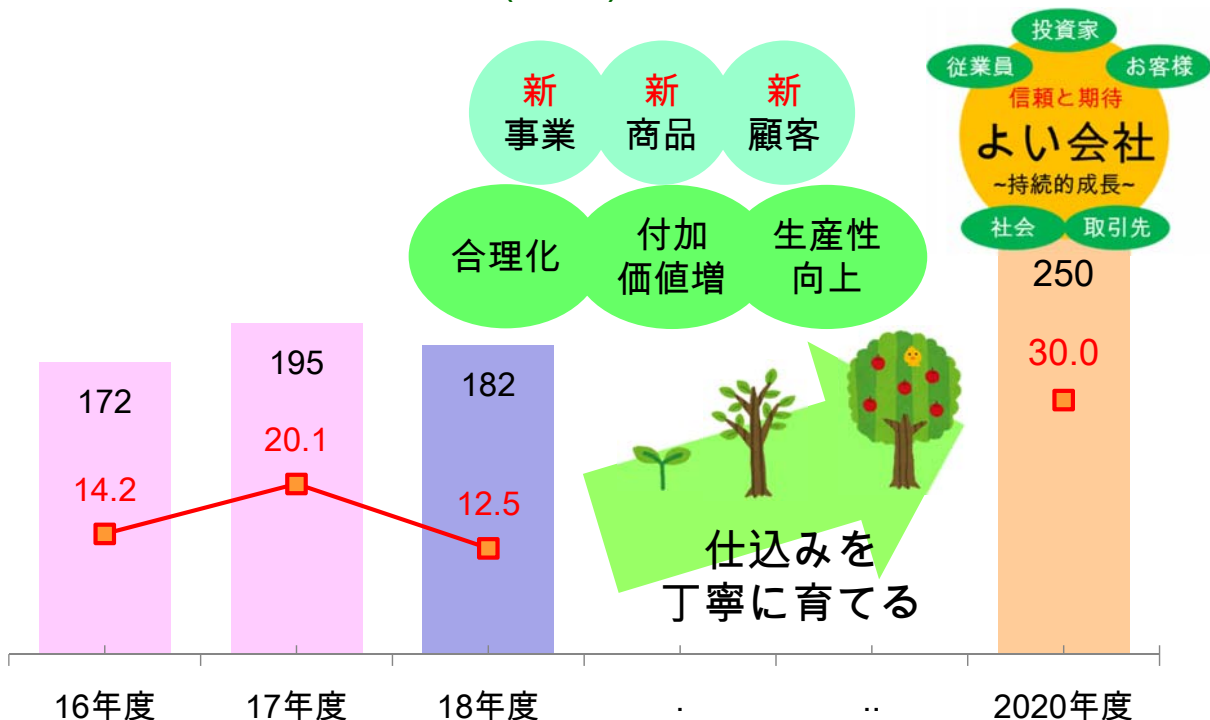 投資家
従業員
お客様
信頼と期待
よい会社
~持続的成長~
社会
取引先
新
事業
新
商品
新
顧客
合理化
付加
価値増
生産性
向上
172
195
182
250
14.2
20.1
12.5
30.0
仕込みを
丁寧に育てる
16年度
17年度
18年度
.
..
2020年度